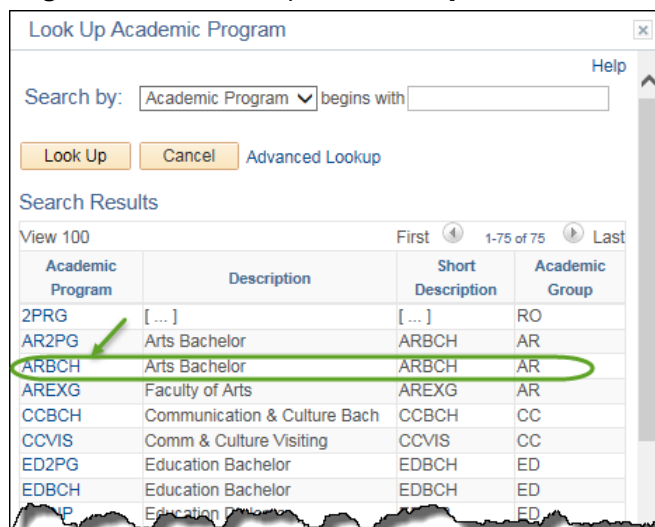 Look Up Academic Program
Help
Search by: Academic Program begins with
Look Up Cancel Advanced Lookup
Search Results
View 100 First 1-75 of 75 Last
Academic Program Description Short Description Academic Group
2PRG [ ... ] [ ... ] RO
AR2PG Arts Bachelor ARBCH AR
ARBCH Arts Bachelor ARBCH AR
AREXG Faculty of Arts AREXG AR
CCBCH Communication & Culture Bach CCBCH CC
CCVIS Comm & Culture Visiting CCVIS CC
ED2PG Education Bachelor EDBCH ED
EDBCH Education Bachelor EDBCH ED
Education ED